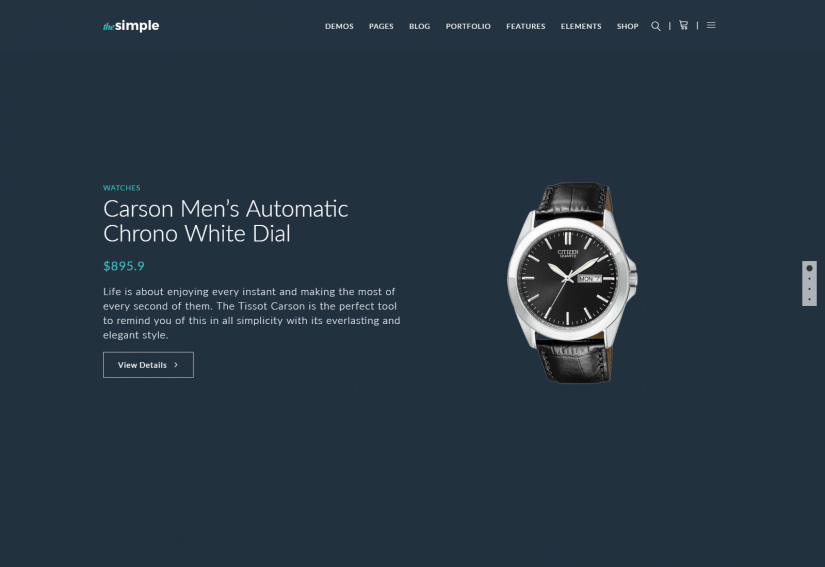 thesimple
DEMOS PAGES BLOG PORTFOLIO FEATURES ELEMENTS SHOP
WATCHES
Carson Men’s Automatic
Chrono White Dial
$895.9
Life is about enjoying every instant and making the most of
every second of them. The Tissot Carson is the perfect tool
to remind you of this in all simplicity with its everlasting and
elegant style.
View Details
CITIZEN
QUARTZ
MON 7